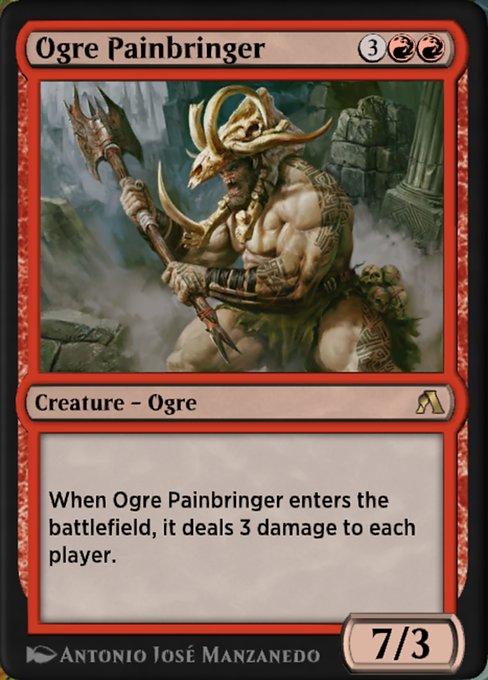 Ogre Painbringer 3
Creature – Ogre
When Ogre Painbringer enters the
battlefield, it deals 3 damage to each
player.
7/3
Antonio José Manzanedo